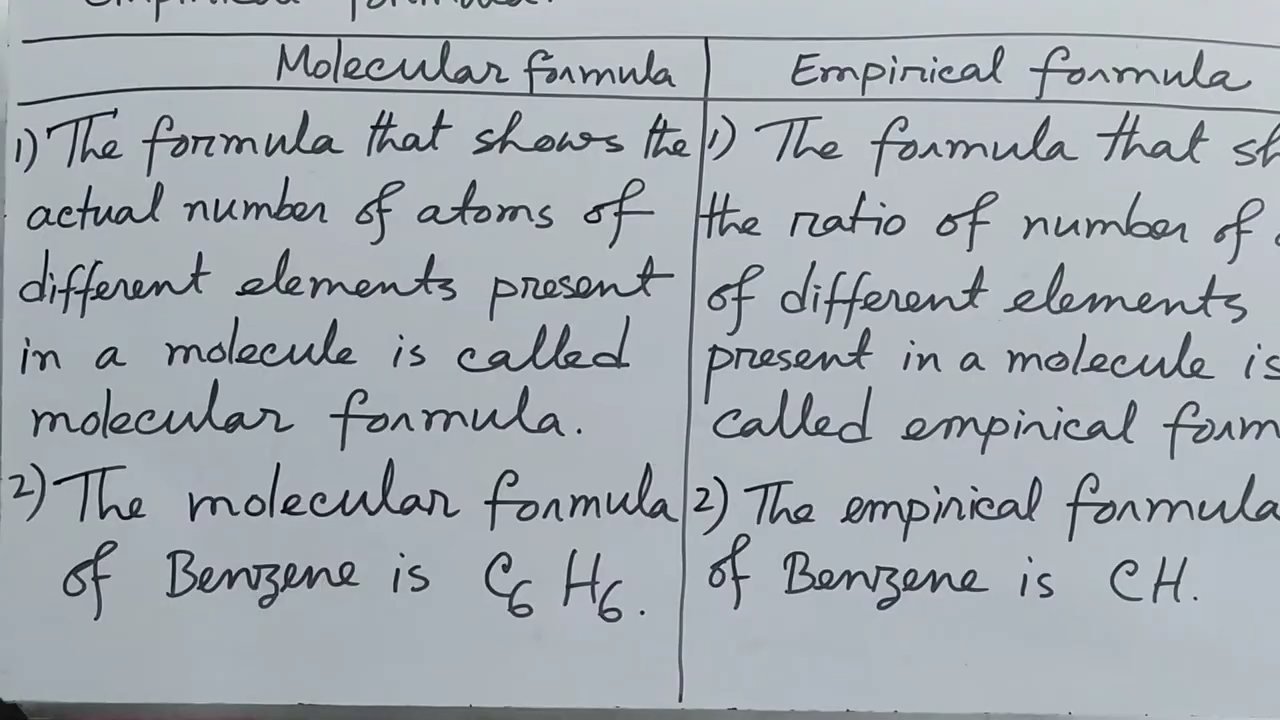 Empirical formula.
Molecular formula
1) The formula that shows the
actual number of atoms of
different elements present
in a molecule is called
molecular formula.
2) The molecular formula
of Benzene is C6 H6.
Empirical formula
1) The formula that
the ratio of number of
of different elements
present in a molecule is
called empirical
2) The empirical formula
of Benzene is CH.